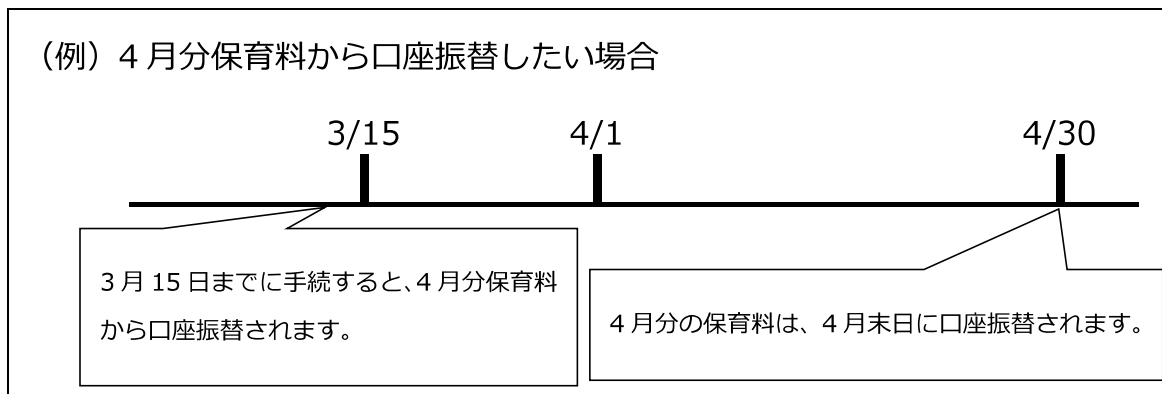 （例）４月分保育料から口座振替したい場合
3/15
4/1
4/30
３月 15 日までに手続すると、４月分保育料
から口座振替されます。
４月分の保育料は、４月末日に口座振替されます。